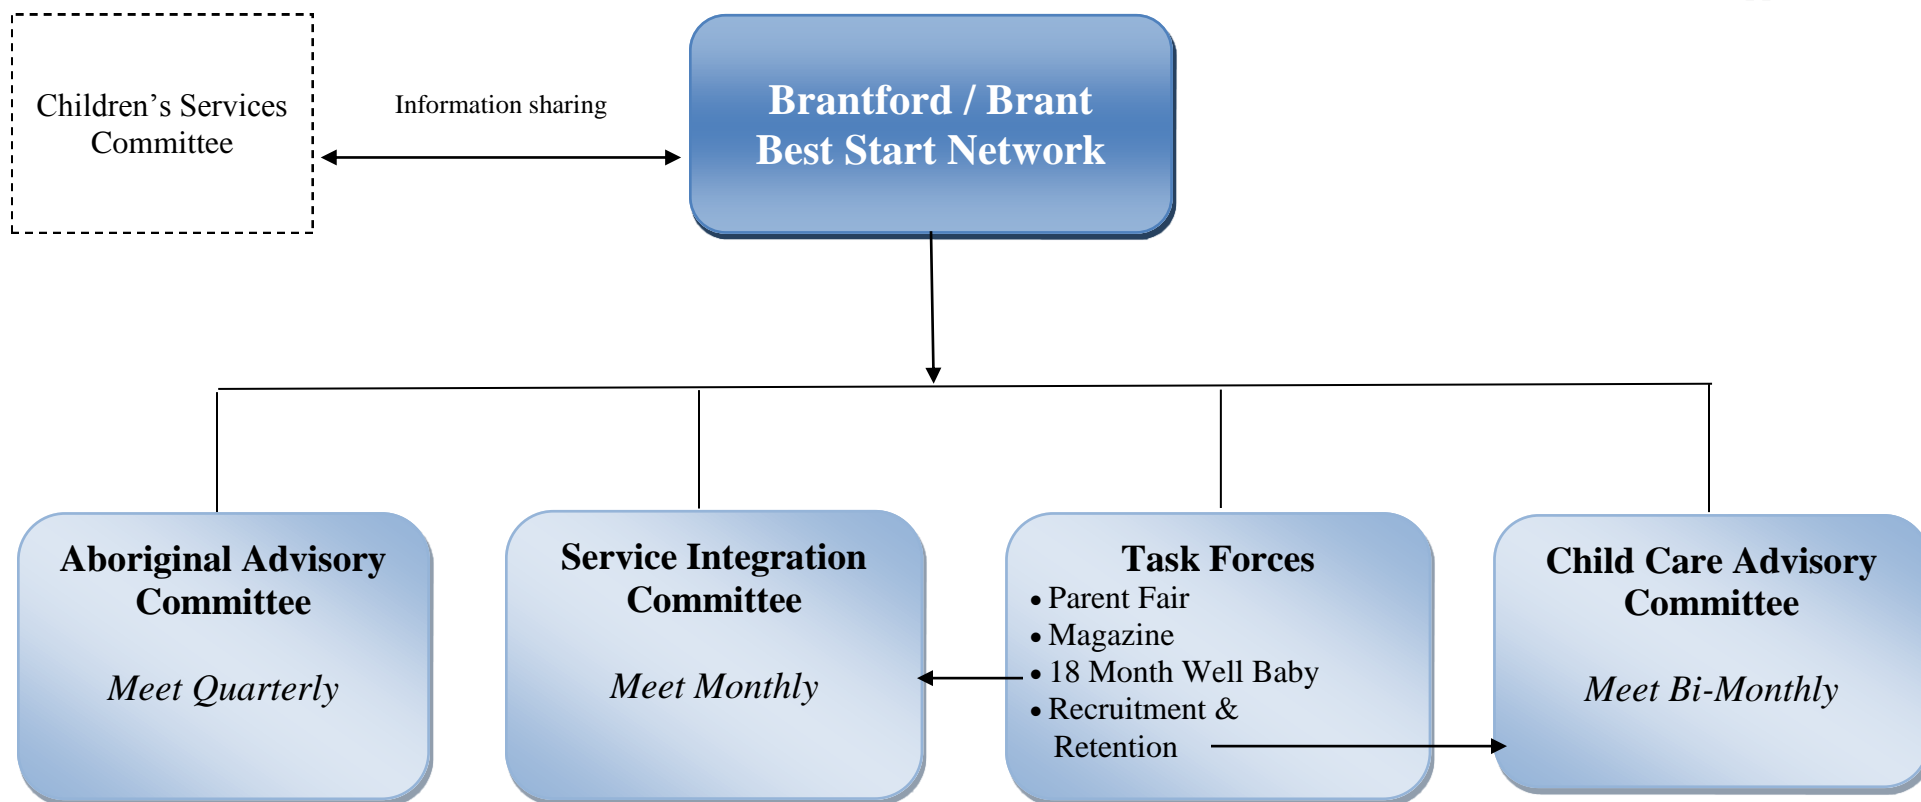 Children’s Services
Committee
Information sharing
Brantford / Brant
Best Start Network
Aboriginal Advisory
Committee
Meet Quarterly
Service Integration
Committee
Meet Monthly
Task Forces
• Parent Fair
• Magazine
• 18 Month Well Baby
• Recruitment &
Retention
Child Care Advisory
Committee
Meet Bi-Monthly